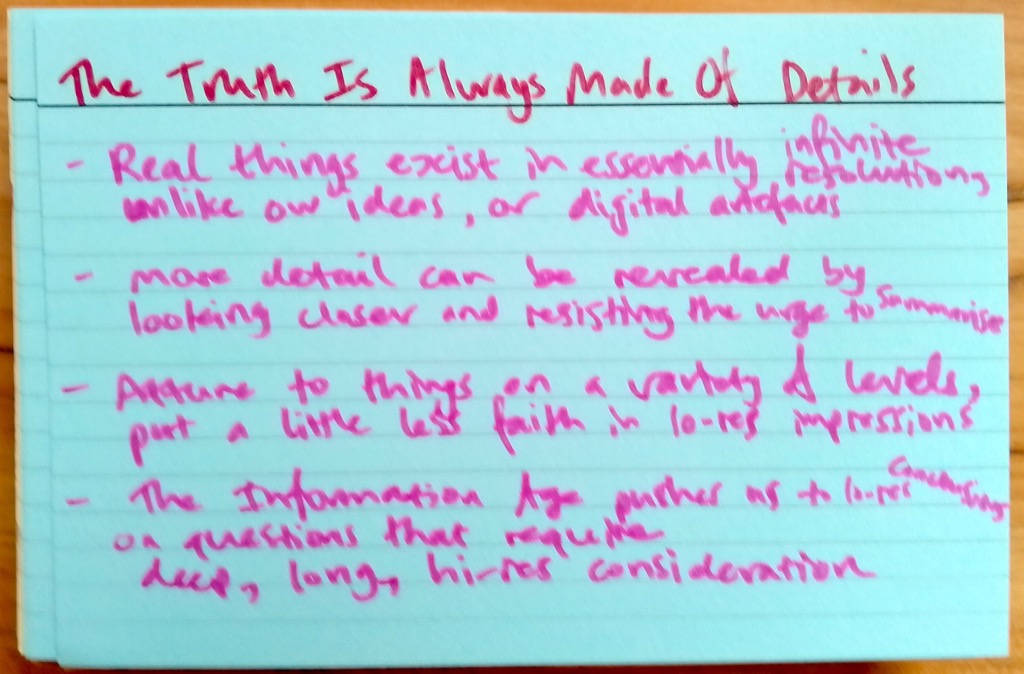 The Truth Is Always Made Of Details
- Real things exist in essentially infinite resolution,
unlike our ideas, or digital artefacts
- more detail can be revealed by
looking closer and resisting the urge to summarise
- Attune to things on a variety of levels,
put a little less faith in lo-res impressions
- The Information Age pushes us to lo-res conclusions
on questions that require
deep, long, hi-res consideration